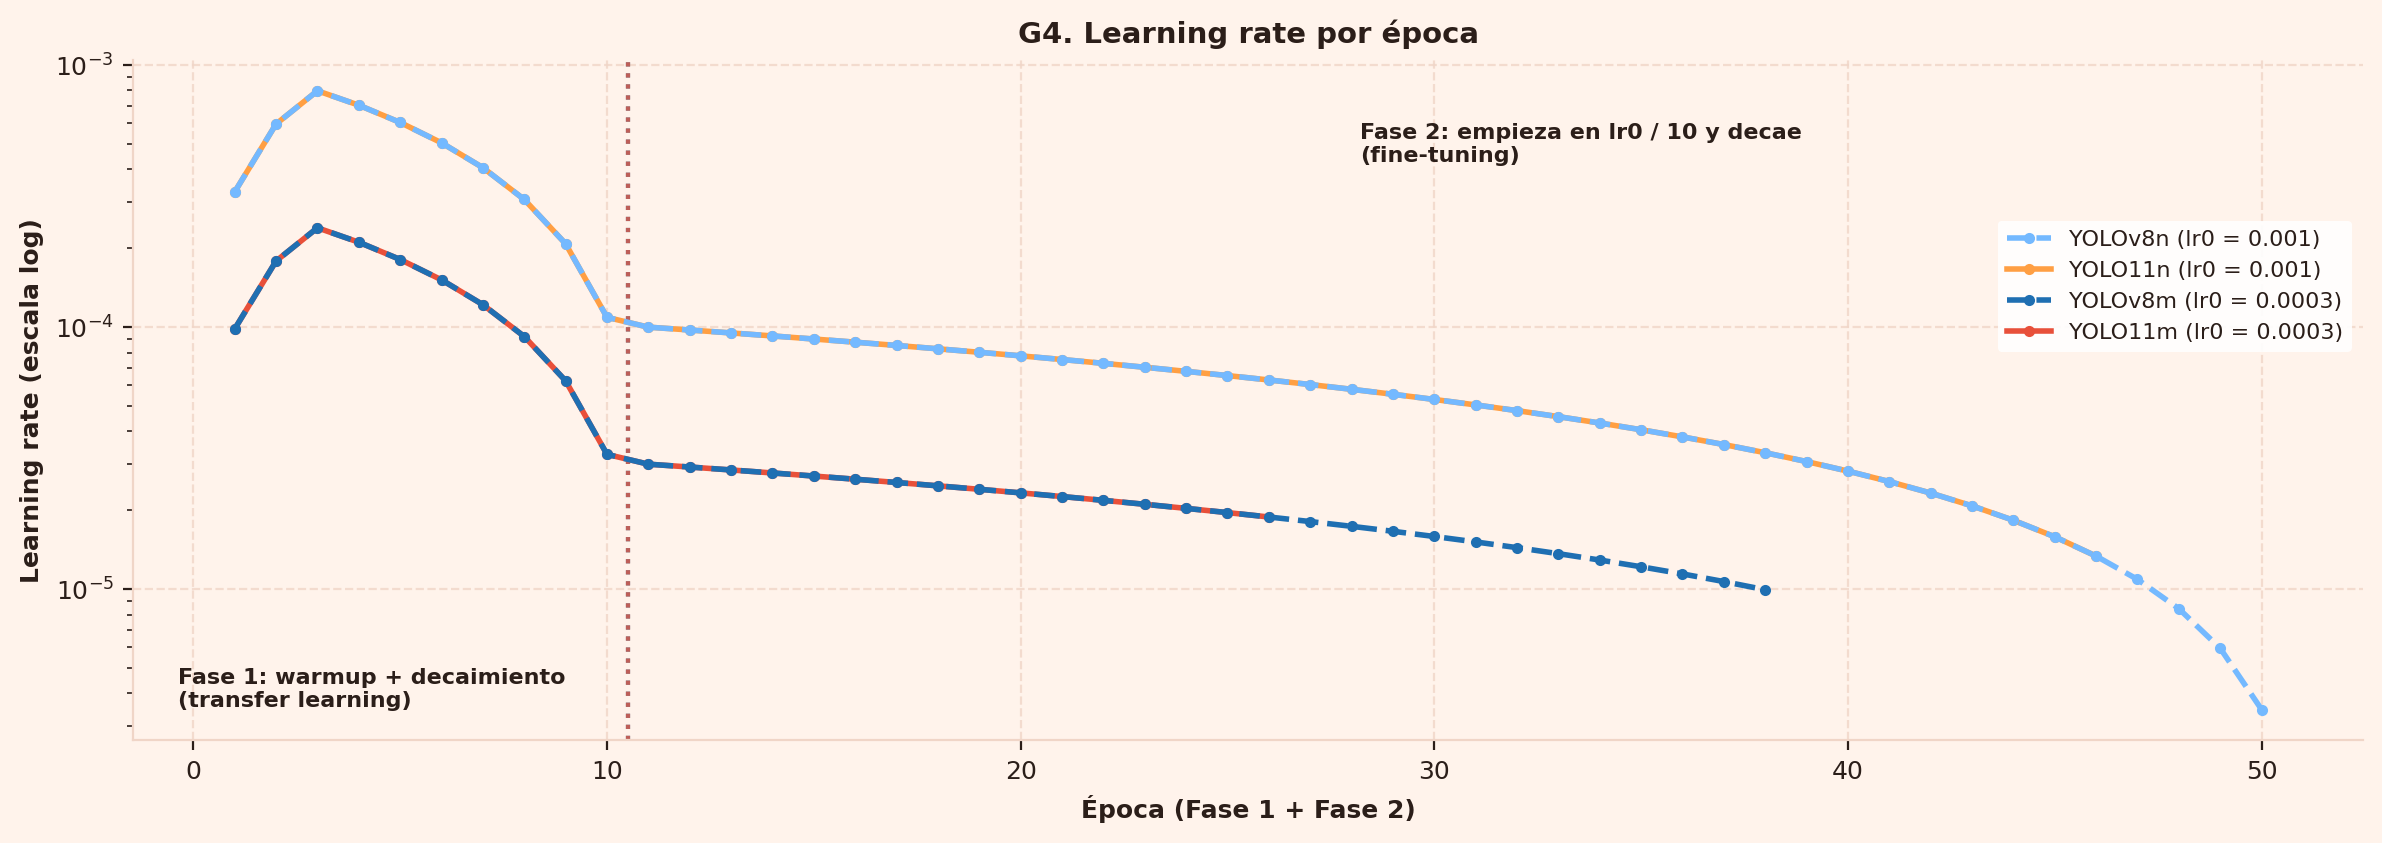 G4. Learning rate por época
10⁻³
10⁻⁴
10⁻⁵
Learning rate (escala log)
Fase 2: empieza en lr0 / 10 y decae
(fine-tuning)
YOLOv8n (lr0 = 0.001)
YOLO11n (lr0 = 0.001)
YOLOv8m (lr0 = 0.0003)
YOLO11m (lr0 = 0.0003)
Fase 1: warmup + decaimiento
(transfer learning)
0 10 20 30 40 50
Época (Fase 1 + Fase 2)